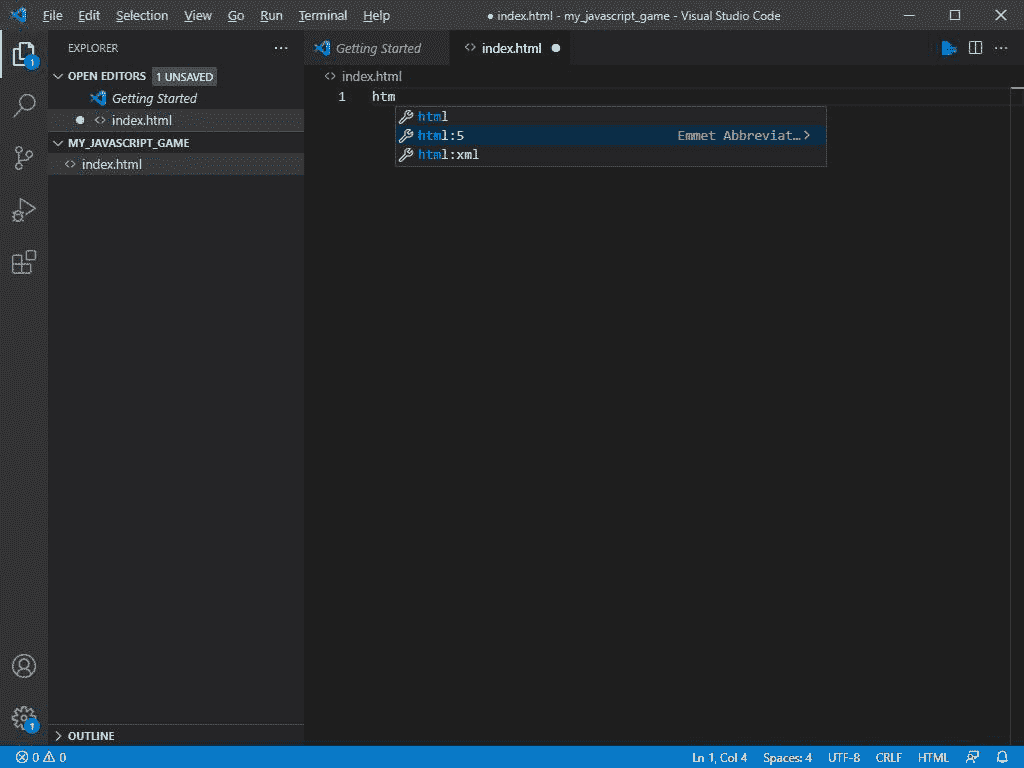 File Edit Selection View Go Run Terminal Help ● index.html - my_javascript_game - Visual Studio Code
EXPLORER ···
Getting Started
<> index.html ●
1
OPEN EDITORS 1 UNSAVED
Getting Started
● <> index.html
MY_JAVASCRIPT_GAME
<> index.html
<> index.html
1 htm
html
html:5 Emmet Abbreviat…>
html:xml
1
OUTLINE
0 0 Ln 1, Col 4 Spaces: 4 UTF-8 CRLF HTML